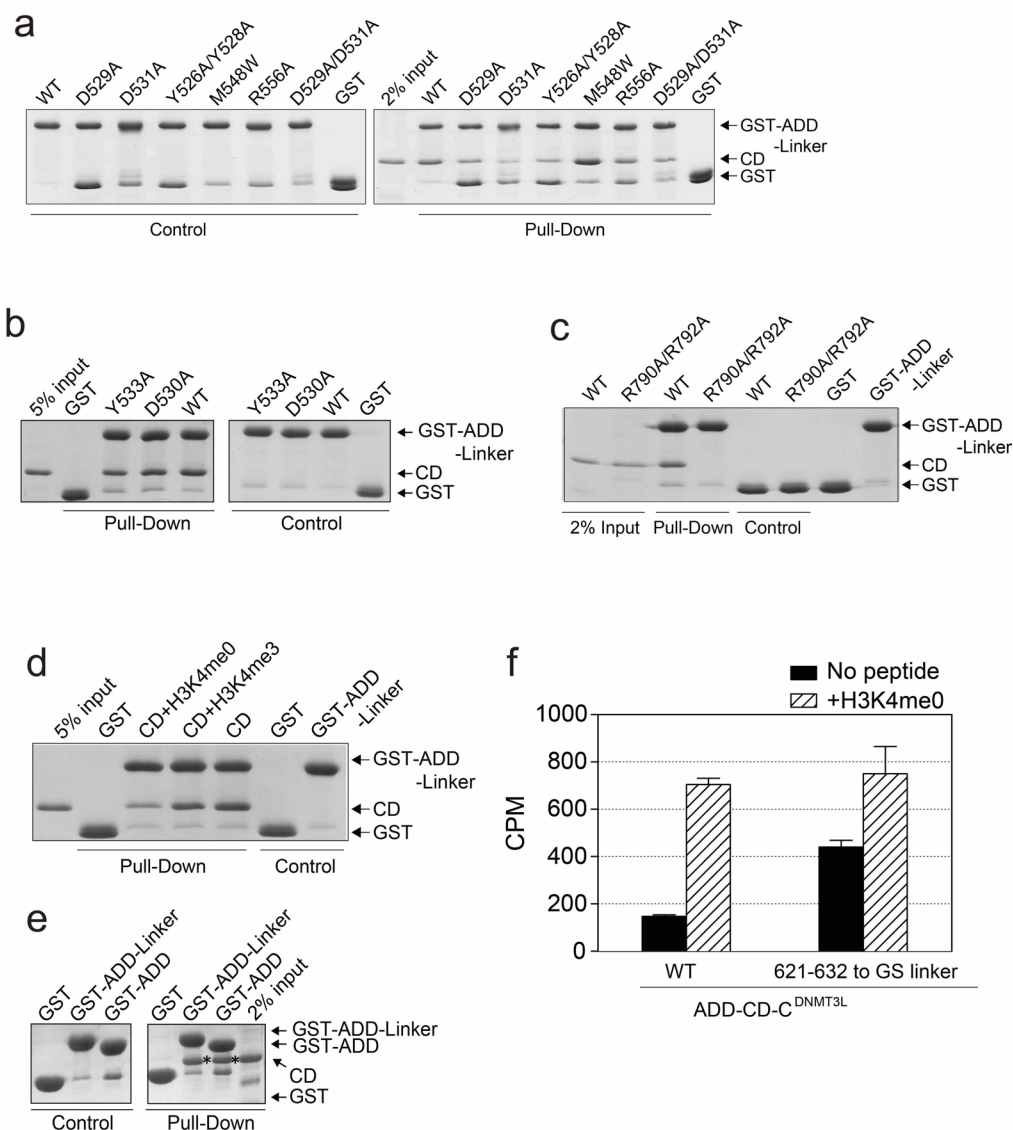 a
WT
D529A
D531A
Y526A/Y528A
M548W
R556A
D529A/D531A
GST
2% input
WT
D529A
D531A
Y526A/Y528A
M548W
R556A
D529A/D531A
GST
GST-ADD
-Linker
CD
GST
Control
Pull-Down
b
5% input
GST
Y533A
D530A
WT
Y533A
D530A
WT
GST
GST-ADD
-Linker
CD
GST
Pull-Down
Control
c
WT
R790A/R792A
WT
R790A/R792A
WT
R790A/R792A
GST
GST-ADD
-Linker
GST-ADD
-Linker
CD
GST
2% Input
Pull-Down
Control
d
5% input
GST
CD+H3K4me0
CD+H3K4me3
CD
GST
GST-ADD
-Linker
GST-ADD
-Linker
CD
GST
Pull-Down
Control
e
GST
GST-ADD-Linker
GST-ADD
GST
GST-ADD-Linker
GST-ADD
2% input
* *
GST-ADD-Linker
GST-ADD
CD
GST
Control
Pull-Down
f
No peptide
+H3K4me0
CPM
1000
800
600
400
200
0
WT
621-632 to GS linker
ADD-CD-C DNMT3L